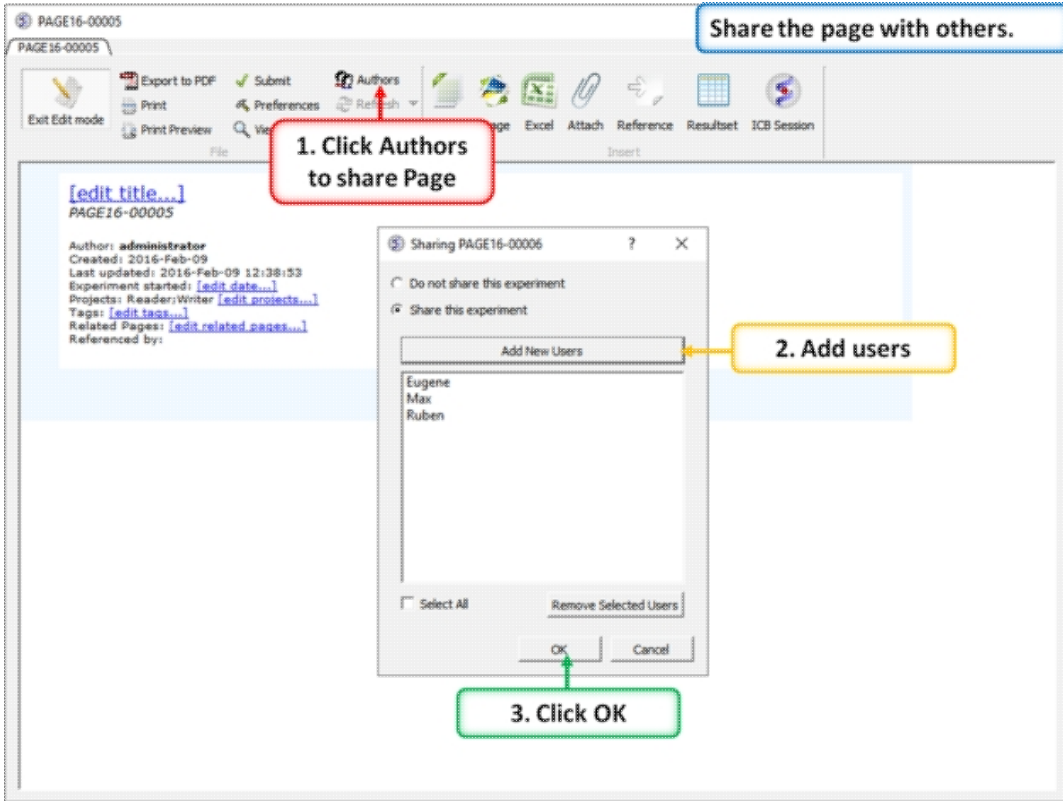 PAGE16-00005
Share the page with others.
PAGE16-00005
Exit Edit mode
Export to PDF
Print
Print Preview
Submit
Preferences
Authors
Refresh
File
Excel
Attach
Reference
Resultset
ICB Session
Insert
1. Click Authors
to share Page
[edit title...]
PAGE16-00005
Author: administrator
Created: 2016-Feb-09
Last updated: 2016-Feb-09 12:38:53
Experiment started: [edit date...]
Projects: Reader;Writer [edit projects...]
Tags: [edit tags...]
Related Pages: [edit related pages...]
Referenced by:
Sharing PAGE16-00006
Do not share this experiment
Share this experiment
Add New Users
2. Add users
Eugene
Max
Ruben
Select All
Remove Selected Users
OK
Cancel
3. Click OK